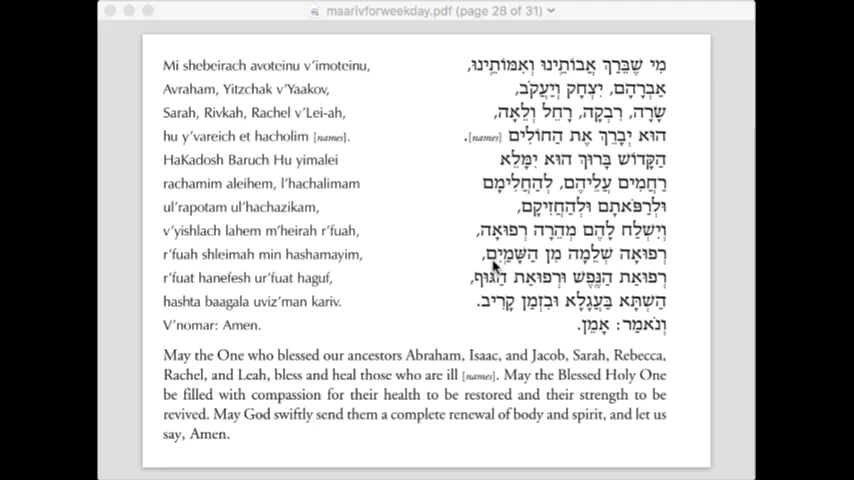 maarivforweekday.pdf (page 28 of 31)
Mi shebeirach avoteinu v'imoteinu,
Avraham, Yitzchak v'Yaakov,
Sarah, Rivkah, Rachel v'Lei-ah,
hu y'vareich et hacholim [names].
HaKadosh Baruch Hu yimalei
rachamim aleihem, l'hachalimam
ul'rapotam ul'hachazikam,
v'yishlach lahem m'heirah r'fuah,
r'fuah shleimah min hashamayim,
r'fuat hanefesh ur'fuat haguf,
hashta baagala uviz'man kariv.
V'nomar: Amen.
מִי שֶׁבֵּרַךְ אֲבוֹתֵֽינוּ וְאִמּוֹתֵֽינוּ,
אַבְרָהָם, יִצְחָק וְיַעֲקֹב,
שָׂרָה, רִבְקָה, רָחֵל וְלֵאָה,
הוּא יְבָרֵךְ אֶת הַחוֹלִים [names].
הַקָּדוֹשׁ בָּרוּךְ הוּא יִמָּלֵא
רַחֲמִים עֲלֵיהֶם, לְהַחֲלִימָם
וּלְרַפֹּאתָם וּלְהַחֲזִיקָם,
וְיִשְׁלַח לָהֶם מְהֵרָה רְפוּאָה,
רְפוּאָה שְׁלֵמָה מִן הַשָּׁמַֽיִם,
רְפוּאַת הַנֶּֽפֶשׁ וּרְפוּאַת הַגּוּף,
הַשְׁתָּא בַּעֲגָלָא וּבִזְמַן קָרִיב.
וְנֹאמַר: אָמֵן.
May the One who blessed our ancestors Abraham, Isaac, and Jacob, Sarah, Rebecca,
Rachel, and Leah, bless and heal those who are ill [names]. May the Blessed Holy One
be filled with compassion for their health to be restored and their strength to be
revived. May God swiftly send them a complete renewal of body and spirit, and let us
say, Amen.